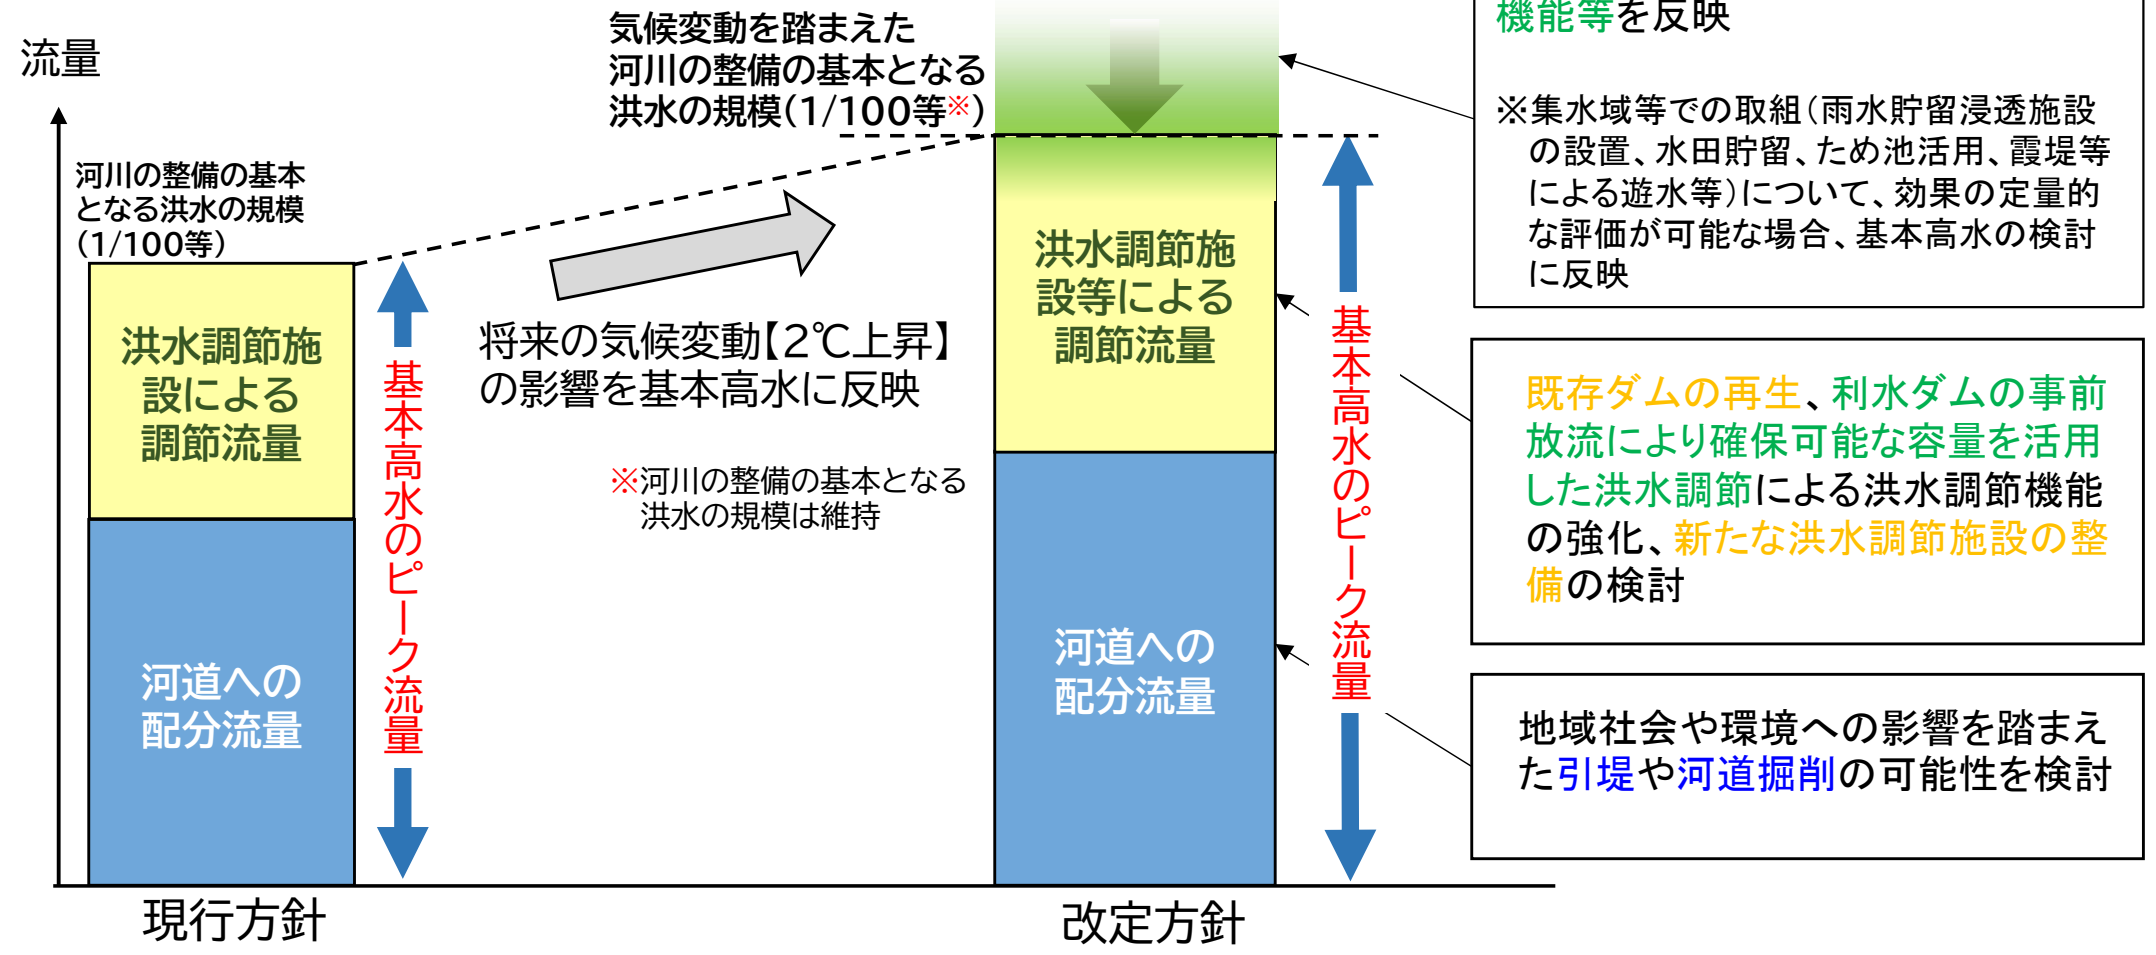 流量
気候変動を踏まえた
河川の整備の基本となる
洪水の規模(1/100等※)
河川の整備の基本
となる洪水の規模
(1/100等)
洪水調節施
設による
調節流量
河道への
配分流量
基本高水のピーク流量
将来の気候変動【2℃上昇】
の影響を基本高水に反映
※河川の整備の基本となる
洪水の規模は維持
洪水調節施
設等による
調節流量
河道への
配分流量
基本高水のピーク流量
機能等を反映
※集水域等での取組(雨水貯留浸透施設
の設置、水田貯留、ため池活用、霞堤等
による遊水等)について、効果の定量的
な評価が可能な場合、基本高水の検討
に反映
既存ダムの再生、利水ダムの事前
放流により確保可能な容量を活用
した洪水調節による洪水調節機能
の強化、新たな洪水調節施設の整
備の検討
地域社会や環境への影響を踏まえ
た引堤や河道掘削の可能性を検討
現行方針
改定方針